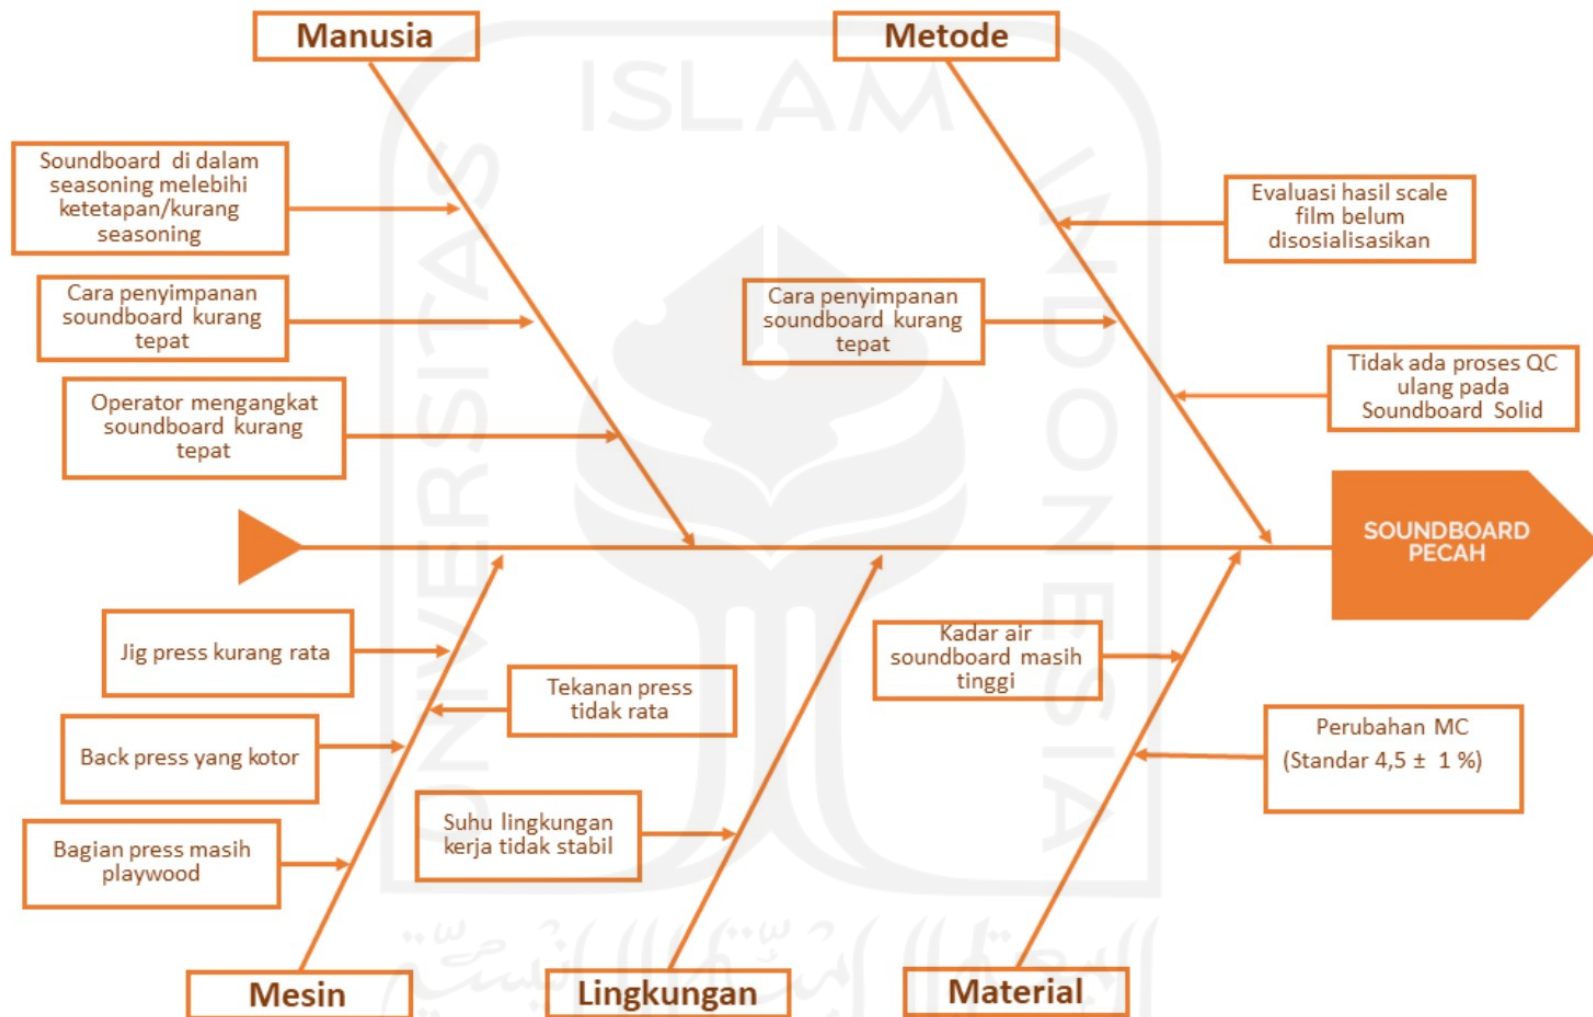 Manusia
Metode
Soundboard di dalam
seasoning melebihi
ketetapan/kurang
seasoning
Cara penyimpanan
soundboard kurang
tepat
Operator mengangkat
soundboard kurang
tepat
Evaluasi hasil scale
film belum
disosialisasikan
Cara penyimpanan
soundboard kurang
tepat
Tidak ada proses QC
ulang pada
Soundboard Solid
SOUNDBOARD
PECAH
Jig press kurang rata
Tekanan press
tidak rata
Back press yang kotor
Bagian press masih
playwood
Suhu lingkungan
kerja tidak stabil
Kadar air
soundboard masih
tinggi
Perubahan MC
(Standar 4,5 ± 1 %)
Mesin
Lingkungan
Material
UNIVERSITAS
ISLAM
INDONESIA